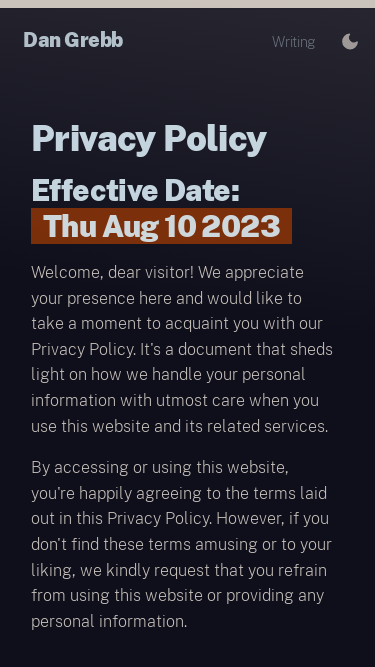 Dan Grebb
Writing
Privacy Policy
Effective Date:
Thu Aug 10 2023
Welcome, dear visitor! We appreciate
your presence here and would like to
take a moment to acquaint you with our
Privacy Policy. It's a document that sheds
light on how we handle your personal
information with utmost care when you
use this website and its related services.
By accessing or using this website,
you're happily agreeing to the terms laid
out in this Privacy Policy. However, if you
don't find these terms amusing or to your
liking, we kindly request that you refrain
from using this website or providing any
personal information.